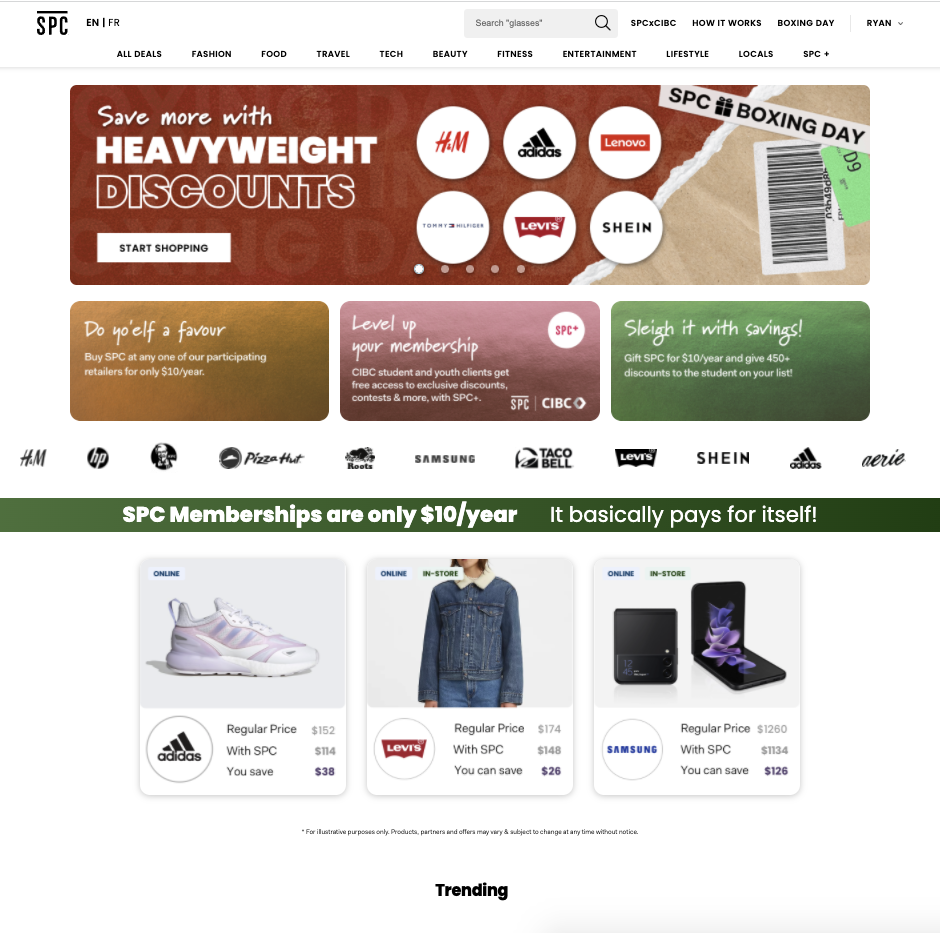 SPC
EN | FR
Search "glasses"
SPCxCIBC
HOW IT WORKS
BOXING DAY
RYAN
ALL DEALS
FASHION
FOOD
TRAVEL
TECH
BEAUTY
FITNESS
ENTERTAINMENT
LIFESTYLE
LOCALS
SPC +
Save more with
HEAVYWEIGHT
DISCOUNTS
START SHOPPING
H&M
adidas
Lenovo
TOMMY HILFIGER
LEVI'S
SHEIN
SPC BOXING DAY
Do yo'elf a favour
Buy SPC at any one of our participating
retailers for only $10/year.
Level up
your membership
SPC+
CIBC student and youth clients get
free access to exclusive discounts,
contests & more, with SPC+.
SPC | CIBC
Sleigh it with savings!
Gift SPC for $10/year and give 450+
discounts to the student on your list!
H&M
hp
KFC
Pizza Hut
Roots
SAMSUNG
TACO
BELL
LEVI'S
SHEIN
adidas
aerie
SPC Memberships are only $10/year It basically pays for itself!
ONLINE
adidas
Regular Price $152
With SPC $114
You save $38
ONLINE IN-STORE
LEVI'S
Regular Price $174
With SPC $148
You can save $26
ONLINE IN-STORE
SAMSUNG
Regular Price $1260
With SPC $1134
You can save $126
* For illustrative purposes only. Products, partners and offers may vary & subject to change at any time without notice.
Trending